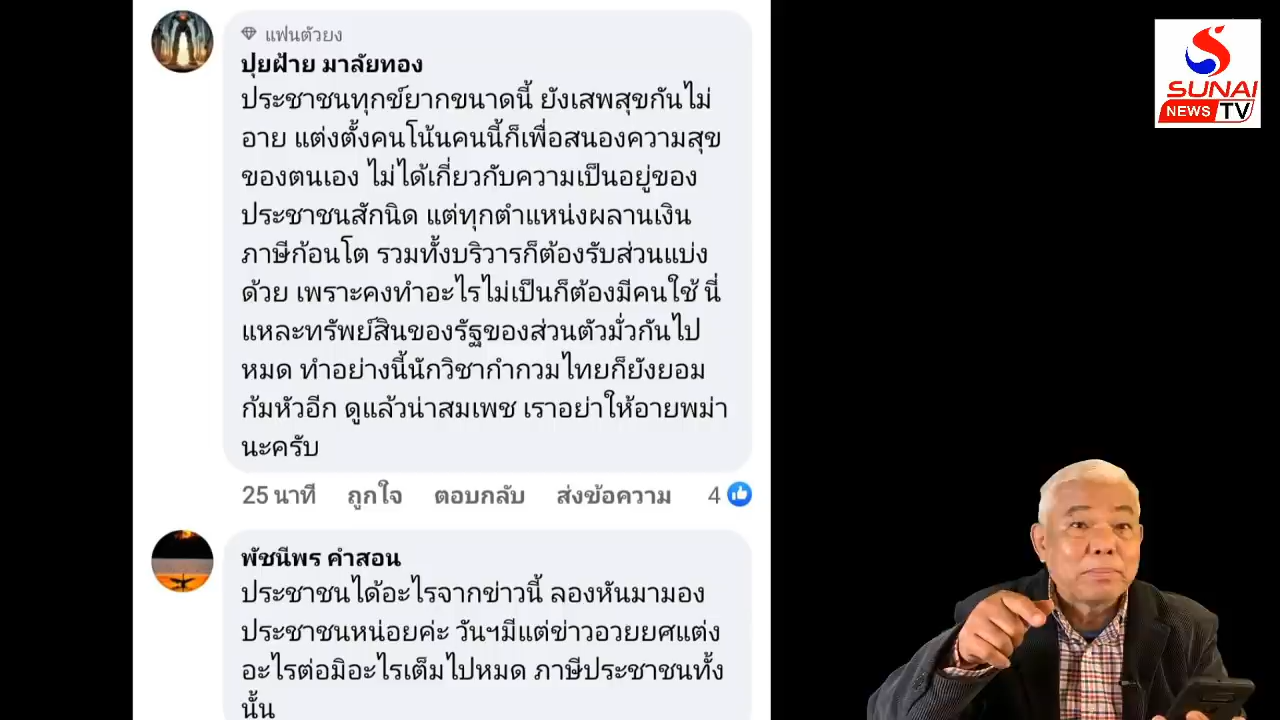 แฟนตัวยง
ปุยฝ้าย มาลัยทอง
ประชาชนทุกข์ยากขนาดนี้ ยังเสพสุขกันไม่
อาย แต่งตั้งคนโน้นคนนี้ก็เพื่อสนองความสุข
ของตนเอง ไม่ได้เกี่ยวกับความเป็นอยู่ของ
ประชาชนสักนิด แต่ทุกตำแหน่งผลานเงิน
ภาษีก้อนโต รวมทั้งบริวารก็ต้องรับส่วนแบ่ง
ด้วย เพราะคงทำอะไรไม่เป็นก็ต้องมีคนใช้ นี่
แหละทรัพย์สินของรัฐของส่วนตัวมั่วกันไป
หมด ทำอย่างนี้นักวิชากำกวมไทยก็ยังยอม
ก้มหัวอีก ดูแล้วน่าสมเพช เราอย่าให้อายพม่า
นะครับ
25 นาที ถูกใจ ตอบกลับ ส่งข้อความ 4
พัชนีพร คำสอน
ประชาชนได้อะไรจากข่าวนี้ ลองหันมามอง
ประชาชนหน่อยค่ะ วันฯมีแต่ข่าวอวยยศแต่ง
อะไรต่อมิอะไรเต็มไปหมด ภาษีประชาชนทั้ง
นั้น
SUNAI
NEWS TV